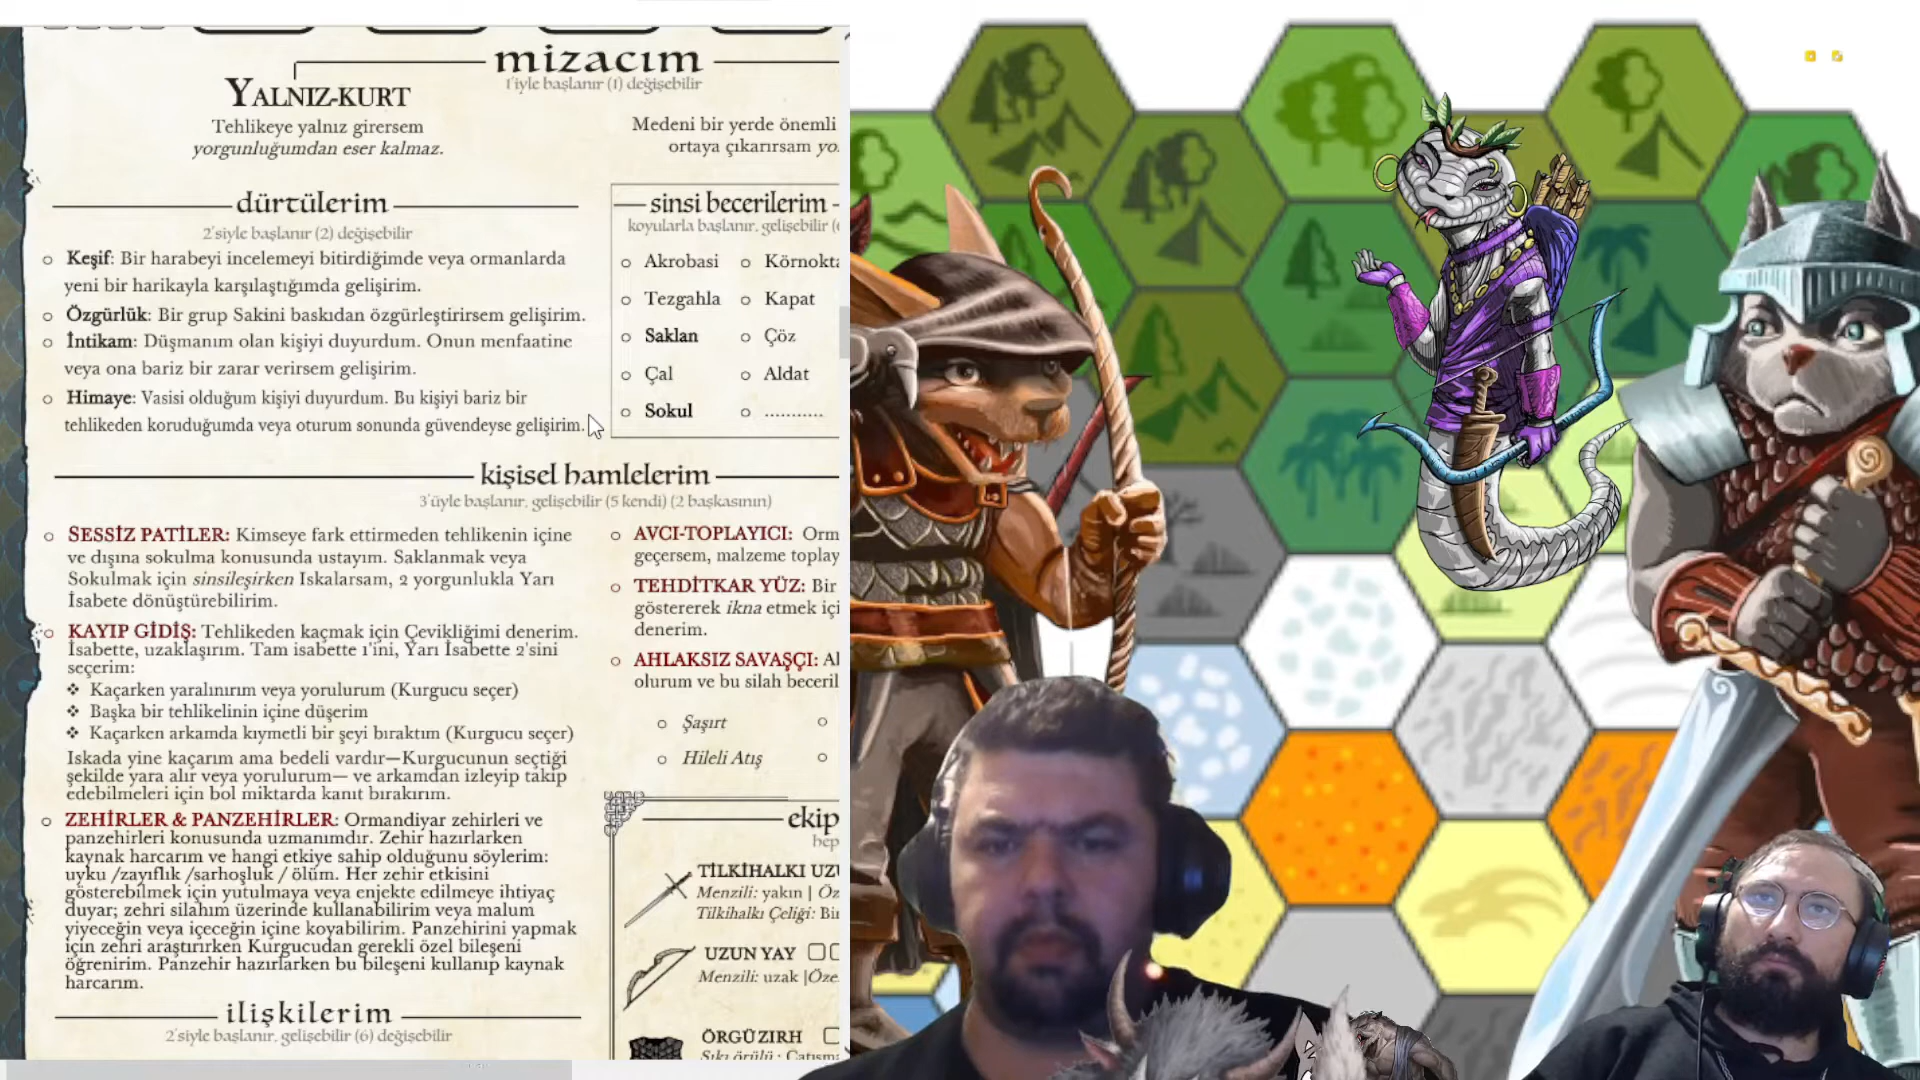 mizacım
1'iyle başlanır (1) değişebilir
YALNIZ-KURT
Tehlikeye yalnız girersem
yorgunluğumdan eser kalmaz.
Medeni bir yerde önemli
ortaya çıkarırsam
dürtülerim
2'siyle başlanır (2) değişebilir
Keşif: Bir harabeyi incelemeyi bitirdiğimde veya ormanlarda
yeni bir harikayla karşılaştığımda gelişirim.
Özgürlük: Bir grup Sakini baskıdan özgürleştirirsem gelişirim.
İntikam: Düşmanım olan kişiyi duyurdum. Onun menfaatine
veya ona bariz bir zarar verirsem gelişirim.
Himaye: Vasisi olduğum kişiyi duyurdum. Bu kişiyi bariz bir
tehlikeden koruduğumda veya oturum sonunda güvendeyse gelişirim.
sinsi becerilerim
koyularla başlanır, gelişebilir
Akrobasi
Tezgahla Kapat
Saklan Çöz
Çal Aldat
Sokul ...........
kişisel hamlelerim
3'üyle başlanır, gelişebilir (5 kendi) (2 başkasının)
SESSİZ PATİLER: Kimseye fark ettirmeden tehlikenin içine
ve dışına sokulma konusunda ustayım. Saklanmak veya
Sokulmak için sinsileşirken Iskalarsam, 2 yorgunlukla Yarı
İsabete dönüştürebilirim.
KAYIP GİDİŞ: Tehlikeden kaçmak için Çevikliğimi denerim.
İsabette, uzaklaşırım. Tam isabette 1'ini, Yarı İsabette 2'sini
seçerim:
❖ Kaçarken yaralınırım veya yorulurum (Kurgucu seçer)
❖ Başka bir tehlikelinin içine düşerim
❖ Kaçarken arkamda kıymetli bir şeyi bıraktım (Kurgucu seçer)
Iskada yine kaçarım ama bedeli vardır—Kurgucunun seçtiği
şekilde yara alır veya yorulurum— ve arkamdan izleyip takip
edebilmeleri için bol miktarda kanıt bırakırım.
ZEHİRLER & PANZEHİRLER: Ormandiyar zehirleri ve
panzehirleri konusunda uzmanımdır. Zehir hazırlarken
kaynak harcarım ve hangi etkiye sahip olduğunu söylerim:
uyku /zayıflık /sarhoşluk / ölüm. Her zehir etkisini
gösterebilmek için yutulmaya veya enjekte edilmeye ihtiyaç
duyar; zehri silahım üzerinde kullanabilirim veya malum
yiyeceğin veya içeceğin içine koyabilirim. Panzehirini yapmak
için zehri araştırırken Kurgucudan gerekli özel bileşeni
öğrenirim. Panzehir hazırlarken bu bileşeni kullanıp kaynak
harcarım.
AVCI-TOPLAYICI:
geçersem, malzeme
TEHDİTKAR YÜZ: Bir
göstererek ikna etmek
denerim.
AHLAKSIZ SAVAŞÇI:
olurum ve bu silah
Şaşırt
Hileli Atış
TİLKİHALKI
Menzili: yakın |
Tilkihalkı Çeliği:
UZUN YAY
Menzili: uzak
ÖRGÜ ZIRH
ilişkilerim
2'siyle başlanır, gelişebilir (6) değişebilir